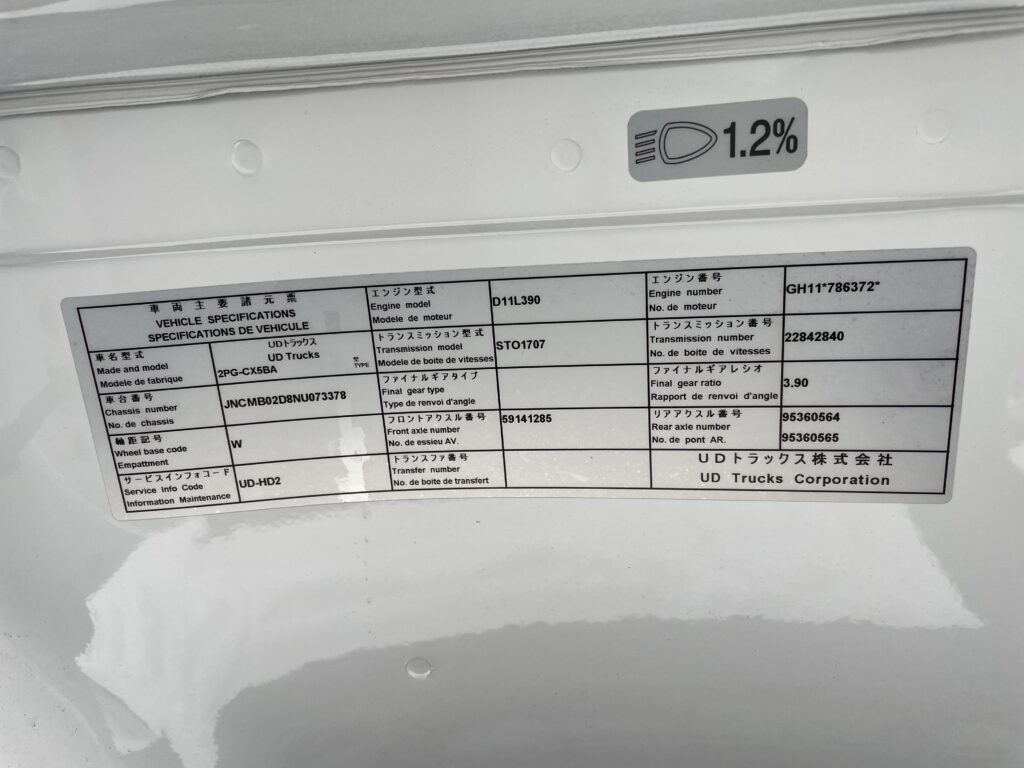 1.2%
車両主要諸元票
VEHICLE SPECIFICATIONS
SPECIFICATIONS DE VEHICULE
車名型式
Made and model
Modele de fabrique
UDトラックス
UD Trucks
型
TYPE
2PG-CX5BA
車台番号
Chassis number
No. de chassis
JNCMB02D8NU073378
軸距記号
Wheel base code
Empattment
W
サービスインフォコード
Service info Code
Information Maintenance
UD-HD2
エンジン型式
Engine model
Modele de moteur
D11L390
トランスミッション型式
Transmission model
Modele de boite de vitesses
STO1707
ファイナルギアタイプ
Final gear type
Type de renvoi d'angle
フロントアクスル番号
Front axle number
No. de essieu AV.
59141285
トランスファ番号
Transfer number
No. de boite de transfert
エンジン番号
Engine number
No. de moteur
GH11*786372*
トランスミッション番号
Transmission number
No. de boite de vitesses
22842840
ファイナルギアレシオ
Final gear ratio
Rapport de renvoi d'angle
3.90
リアアクスル番号
Rear axle number
No. de pont AR.
95360564
95360565
UDトラックス株式会社
UD Trucks Corporation